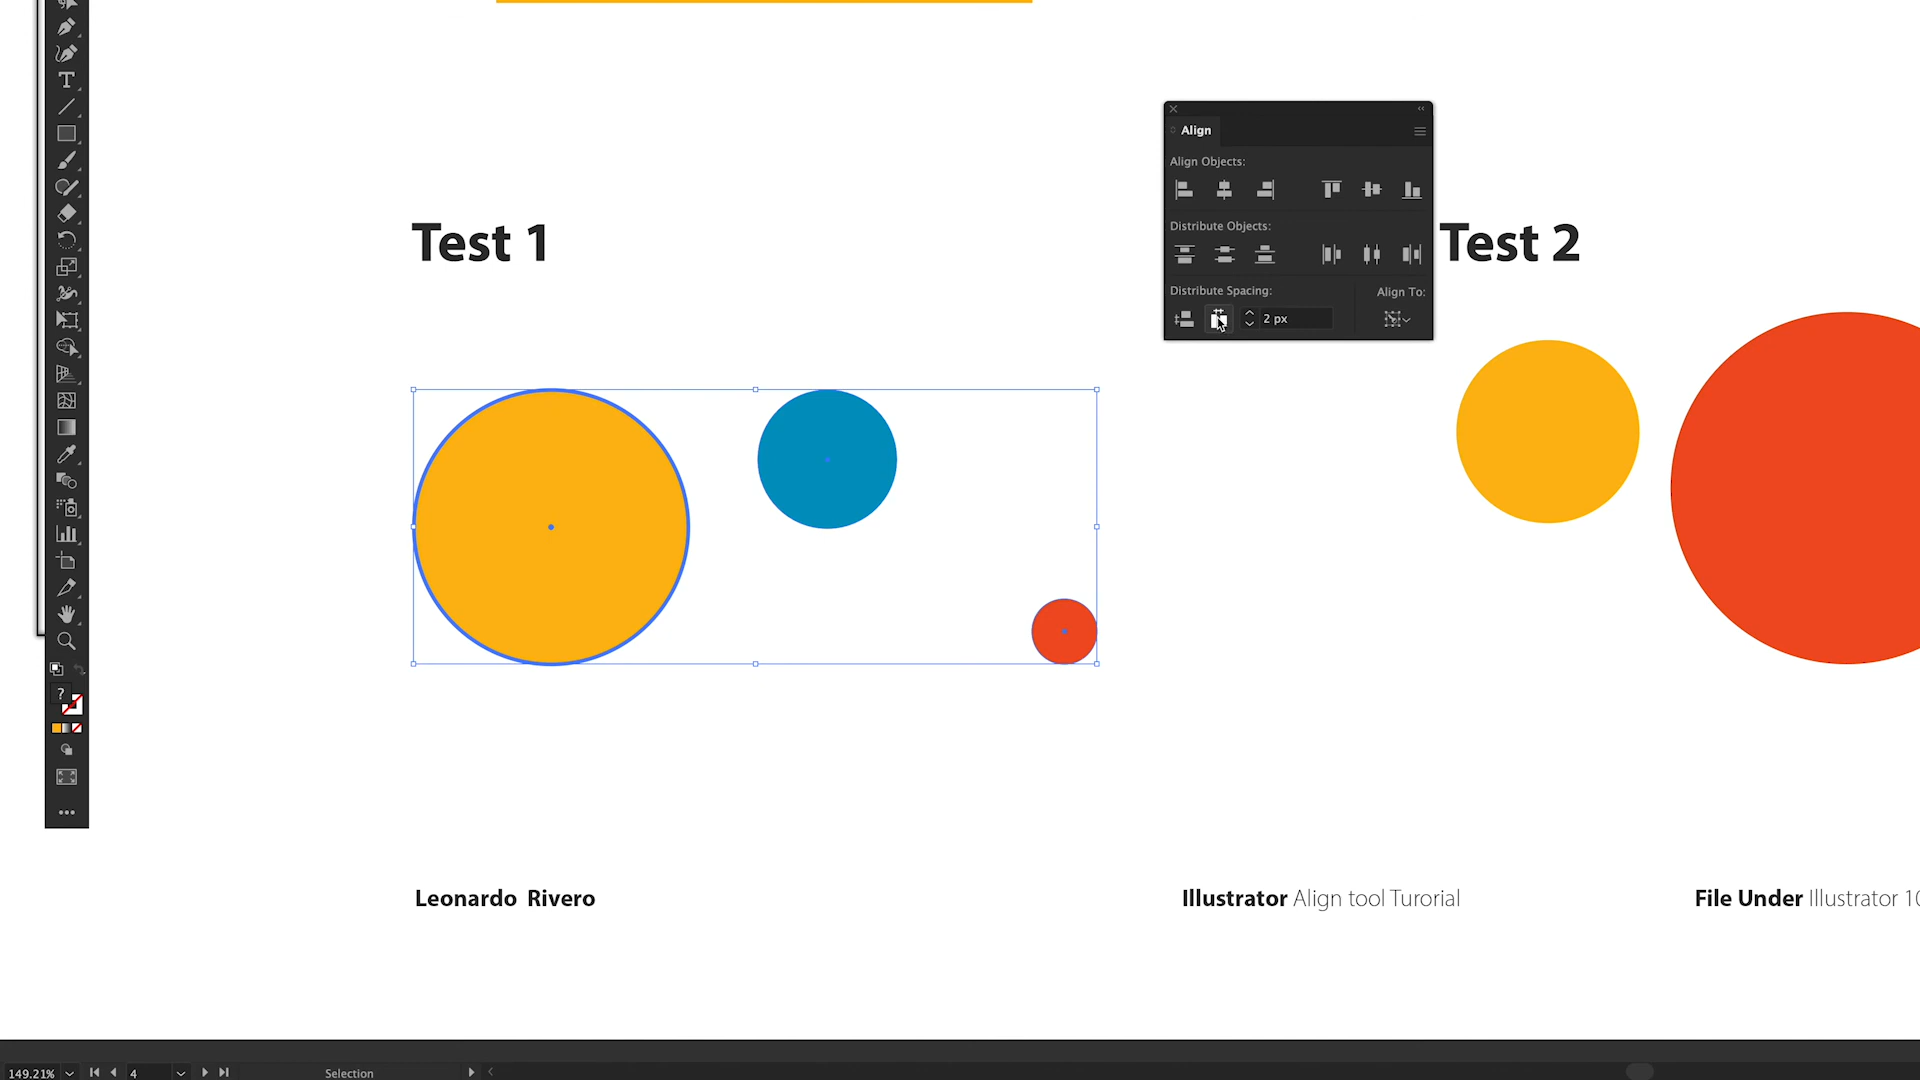 Align
Align Objects:
Test 1
Distribute Objects:
Test 2
Distribute Spacing:
Align To:
2 px
?
Leonardo Rivero
Illustrator Align tool Turorial
File Under Illustrator 10
149.21%
4
Selection